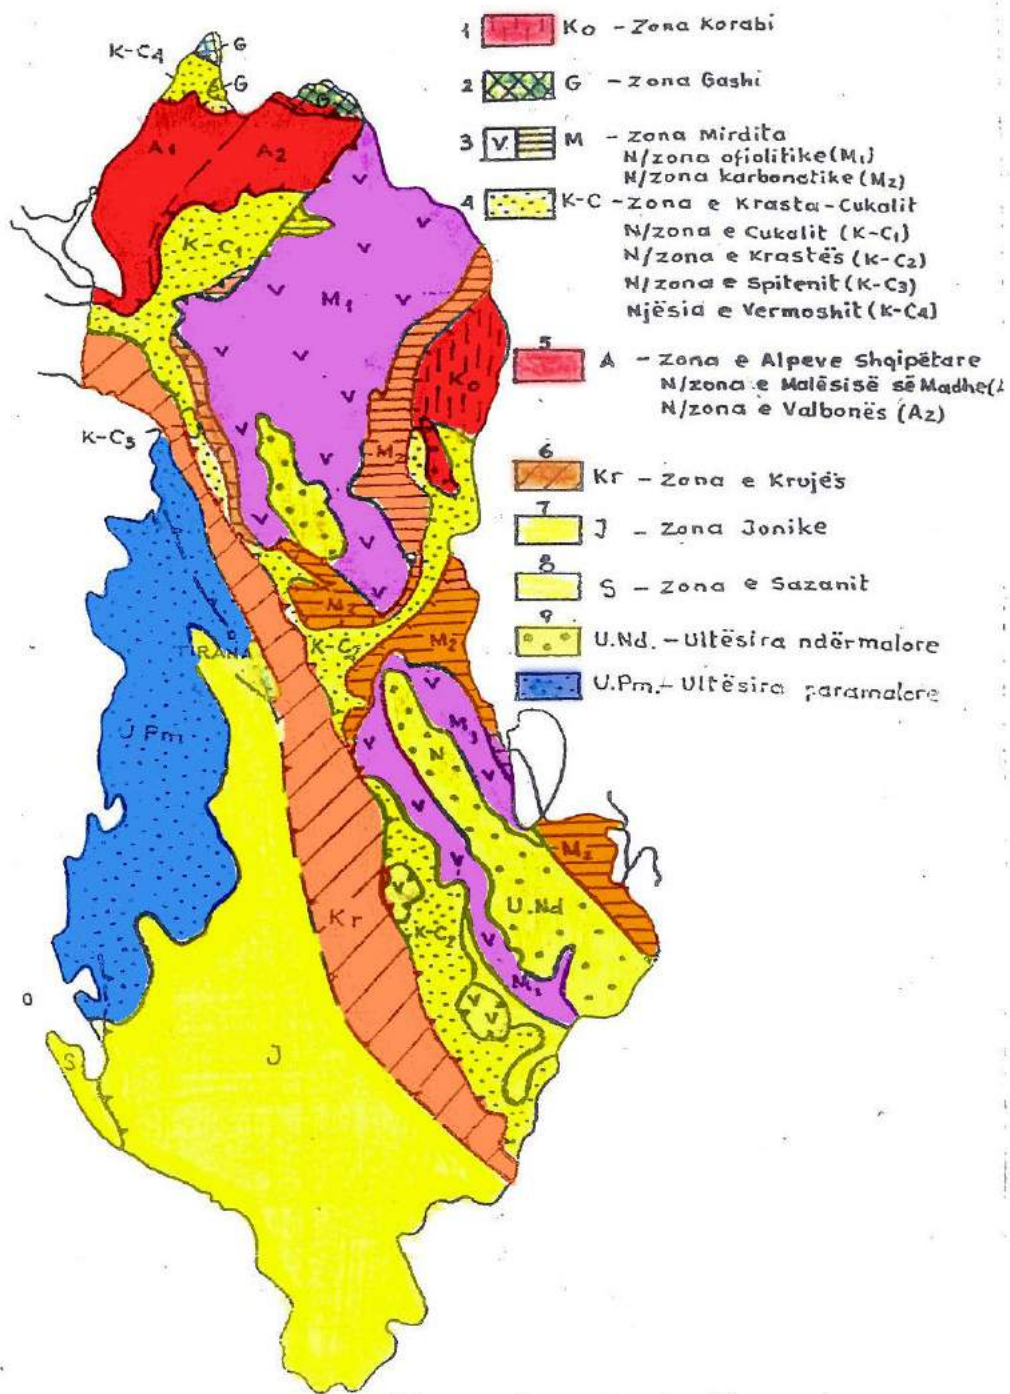 1 Ko - Zona Korabi
2 G - Zona Gashi
3 V M - Zona Mirdita
N/zona ofiolitike (M1)
N/zona karbonatike (M2)
4 K-C - Zona e Krasta-Cukalit
N/zona e Cukalit (K-C1)
N/zona e Krastës (K-C2)
N/zona e Spitenit (K-C3)
Njësia e Vermoshit (K-C4)
5 A - Zona e Alpeve Shqipëtare
N/zona e Malësisë së Madhe(
N/zona e Valbonës (A2)
6 Kr - Zona e Krujës
7 J - Zona Jonike
8 S - Zona e Sazanit
9 U.Nd. - Ultësira ndërmalore
U.Pm. - Ultësira paramalore
K-C4
G
G
G
A1
A2
K-C1
M1
Ko
K-C3
M2
M2
TIRANA
K-C2
M2
U.Pm
M1
N
M2
U.Nd
Kr
K-C2
M1
J
S